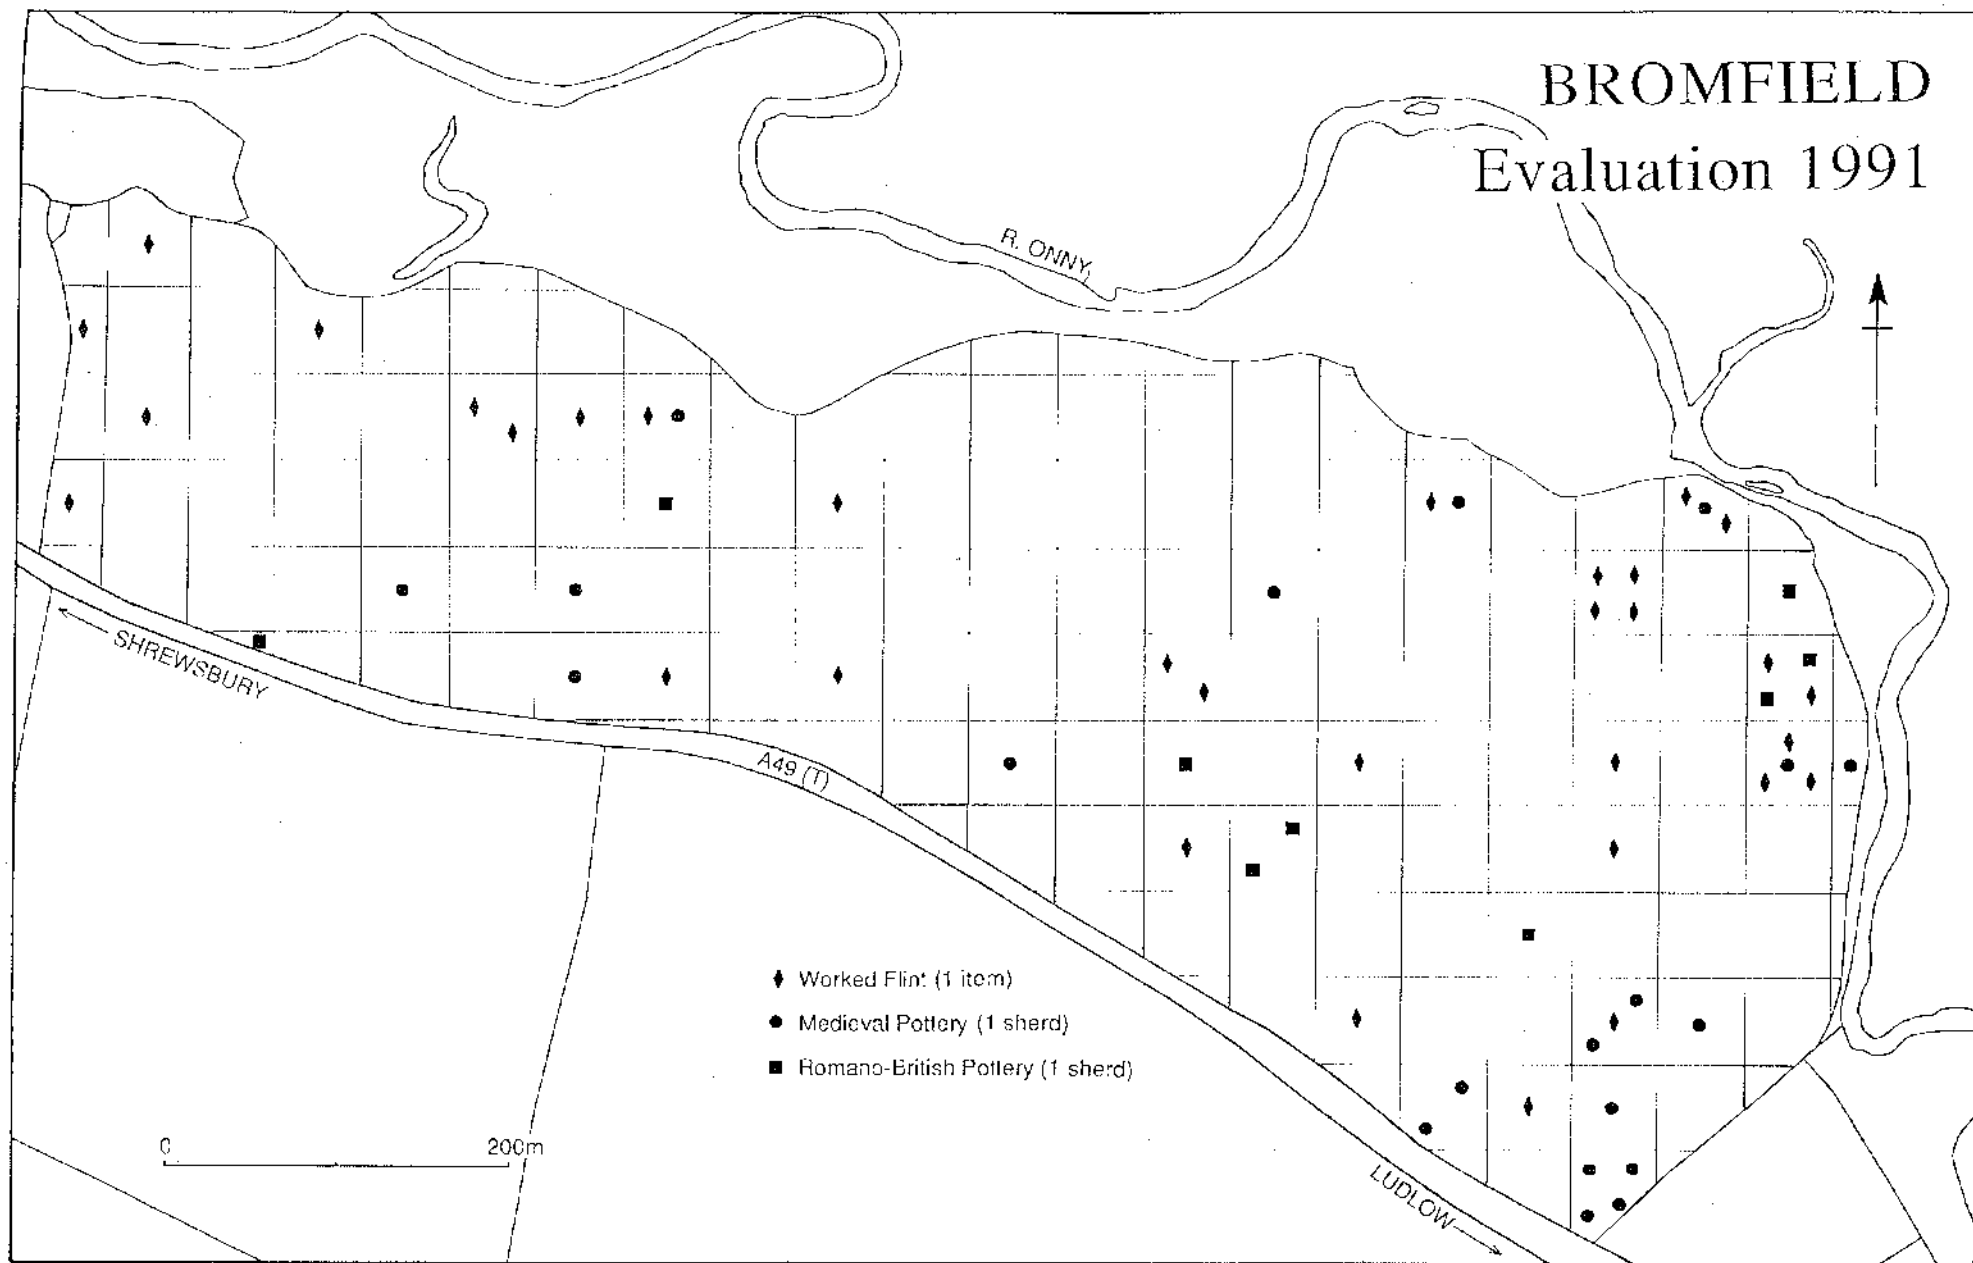 BROMFIELD
Evaluation 1991
R. ONNY
SHREWSBURY
A49 (T)
Worked Flint (1 item)
Medieval Pottery (1 sherd)
Romano-British Pottery (1 sherd)
0 200m
LUDLOW